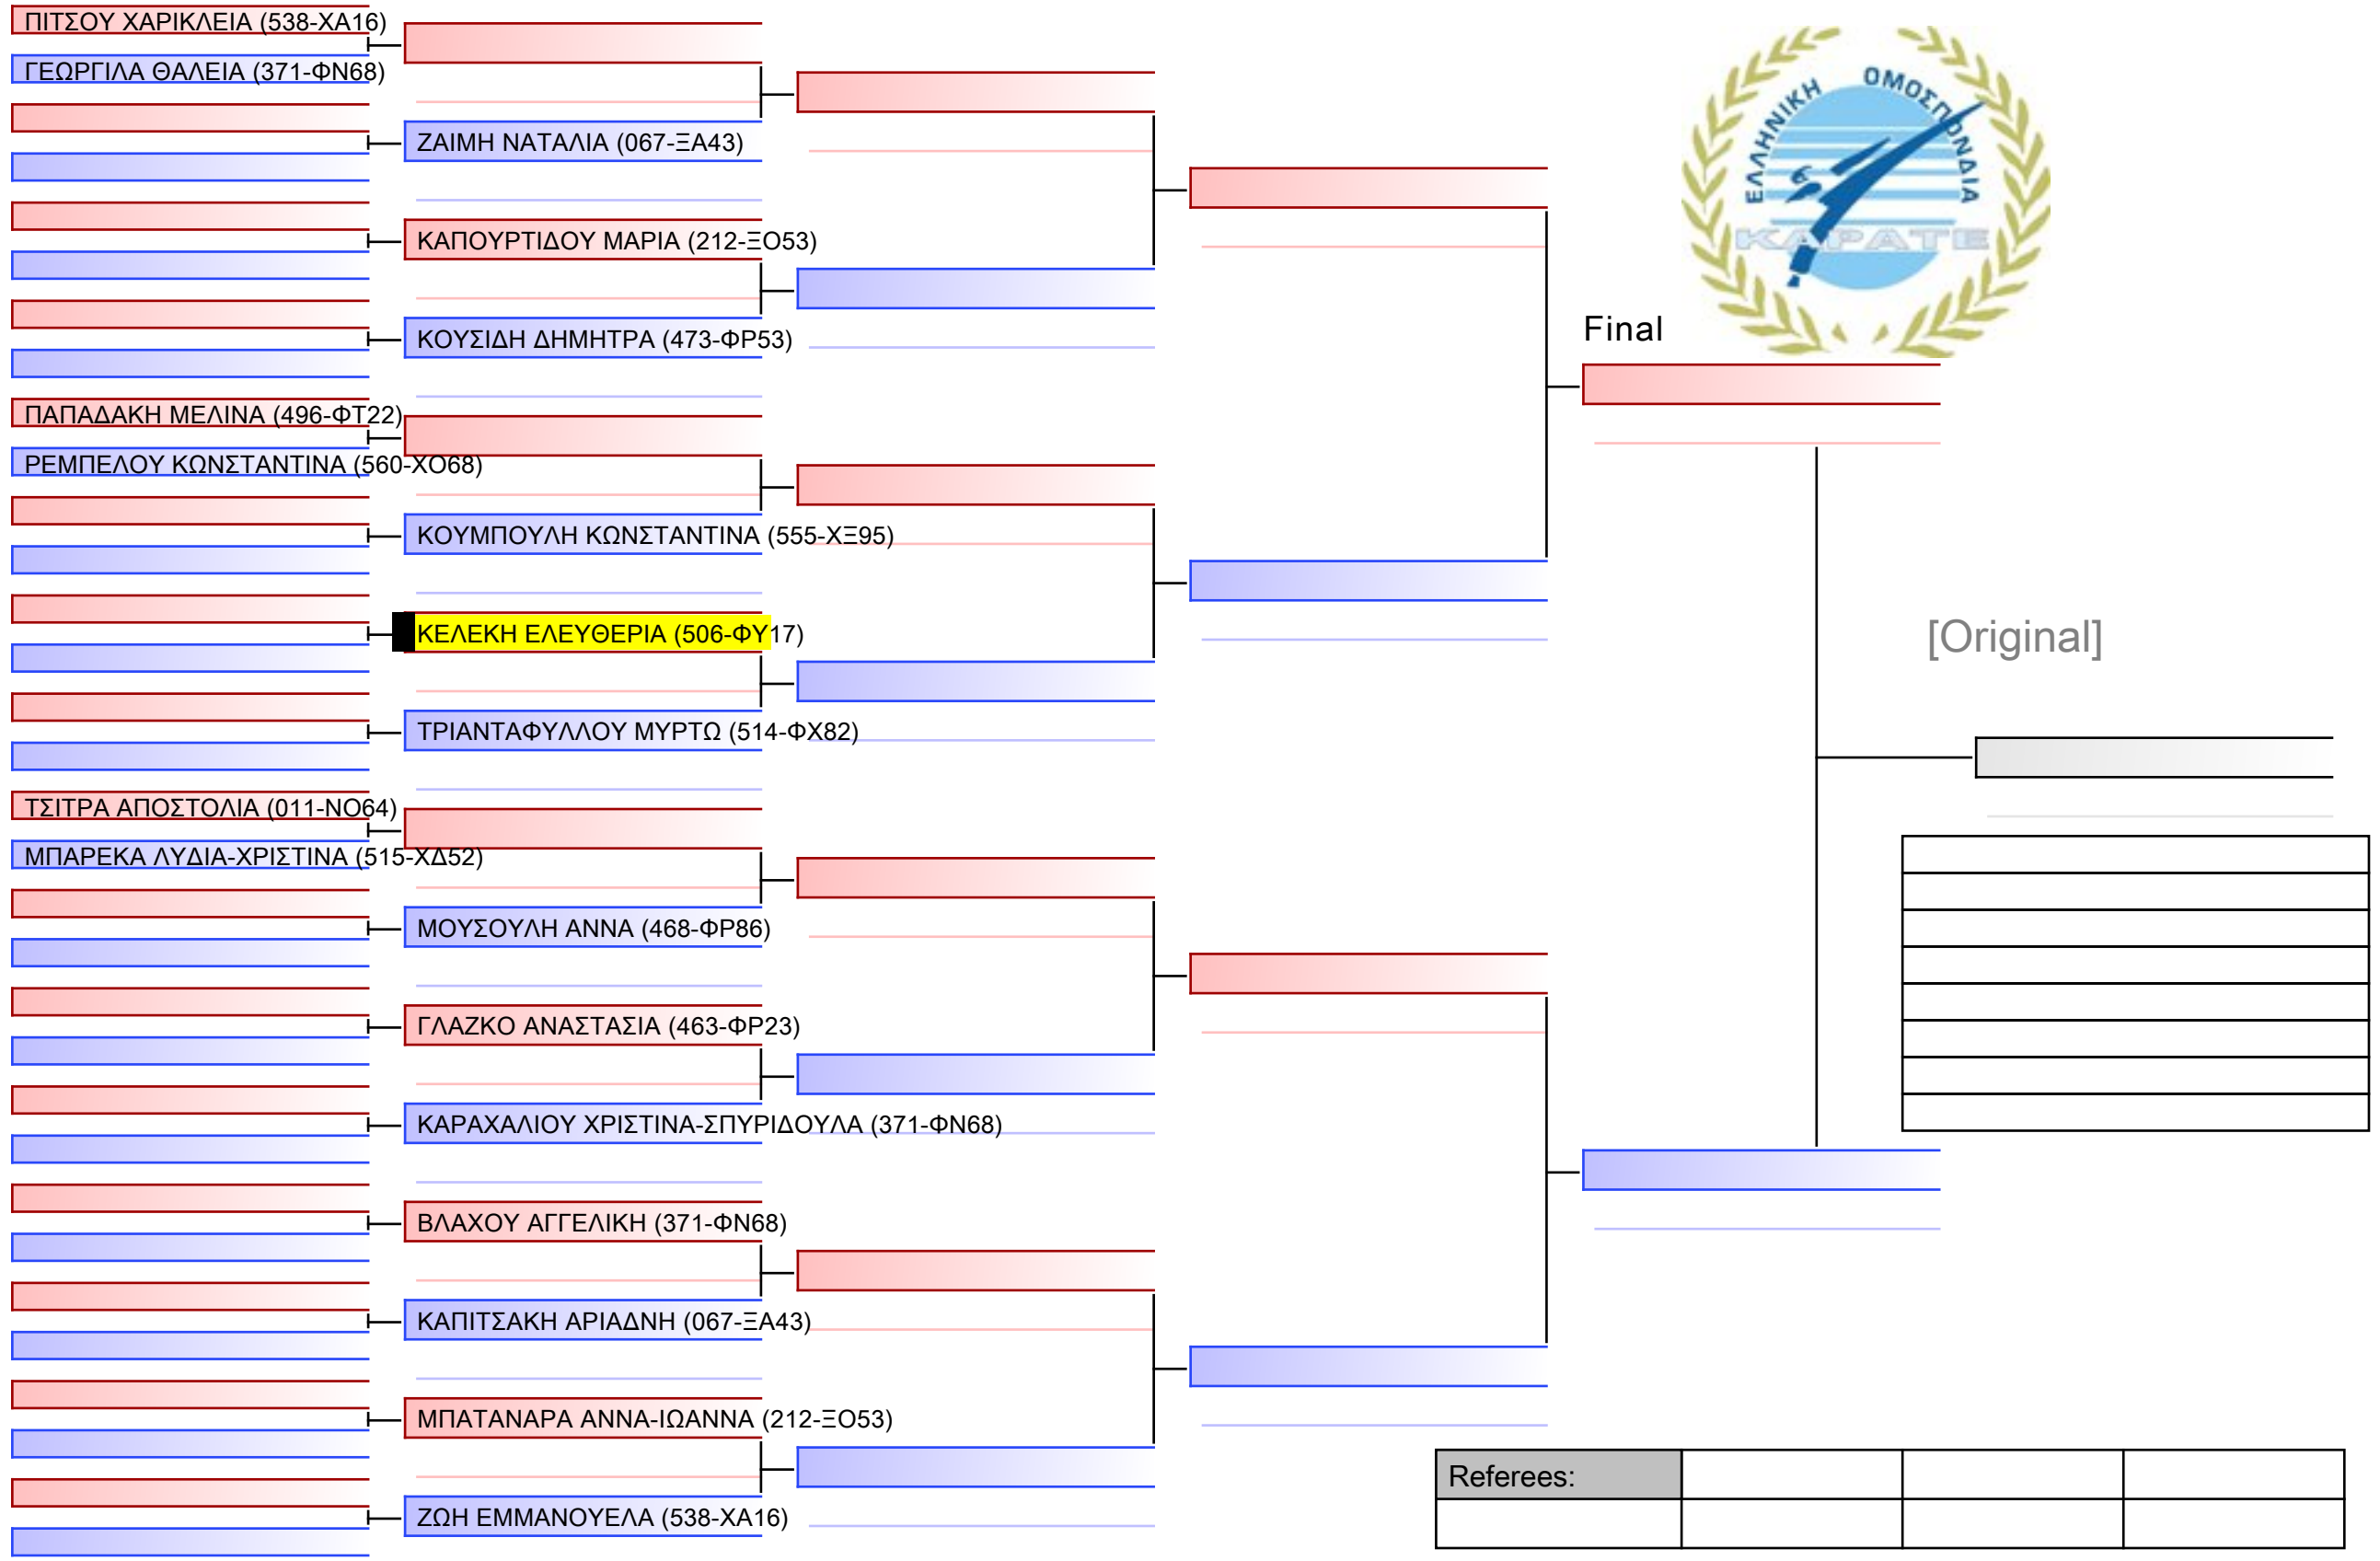 ΠΙΤΣΟΥ ΧΑΡΙΚΛΕΙΑ (538-ΧΑ16)
ΓΕΩΡΓΙΛΑ ΘΑΛΕΙΑ (371-ΦΝ68)
ΖΑΙΜΗ ΝΑΤΑΛΙΑ (067-ΞΑ43)
ΚΑΠΟΥΡΤΙΔΟΥ ΜΑΡΙΑ (212-ΞΟ53)
ΚΟΥΣΙΔΗ ΔΗΜΗΤΡΑ (473-ΦΡ53)
ΠΑΠΑΔΑΚΗ ΜΕΛΙΝΑ (496-ΦΤ22)
ΡΕΜΠΕΛΟΥ ΚΩΝΣΤΑΝΤΙΝΑ (560-ΧΟ68)
ΚΟΥΜΠΟΥΛΗ ΚΩΝΣΤΑΝΤΙΝΑ (555-ΧΞ95)
ΚΕΛΕΚΗ ΕΛΕΥΘΕΡΙΑ (506-ΦΥ17)
ΤΡΙΑΝΤΑΦΥΛΛΟΥ ΜΥΡΤΩ (514-ΦΧ82)
ΤΣΙΤΡΑ ΑΠΟΣΤΟΛΙΑ (011-ΝΟ64)
ΜΠΑΡΕΚΑ ΛΥΔΙΑ-ΧΡΙΣΤΙΝΑ (515-ΧΔ52)
ΜΟΥΣΟΥΛΗ ΑΝΝΑ (468-ΦΡ86)
ΓΛΑΖΚΟ ΑΝΑΣΤΑΣΙΑ (463-ΦΡ23)
ΚΑΡΑΧΑΛΙΟΥ ΧΡΙΣΤΙΝΑ-ΣΠΥΡΙΔΟΥΛΑ (371-ΦΝ68)
ΒΛΑΧΟΥ ΑΓΓΕΛΙΚΗ (371-ΦΝ68)
ΚΑΠΙΤΣΑΚΗ ΑΡΙΑΔΝΗ (067-ΞΑ43)
ΜΠΑΤΑΝΑΡΑ ΑΝΝΑ-ΙΩΑΝΝΑ (212-ΞΟ53)
ΖΩΗ ΕΜΜΑΝΟΥΕΛΑ (538-ΧΑ16)
ΕΛΛΗΝΙΚΗ ΟΜΟΣΠΟΝΔΙΑ
ΚΑΡΑΤΕ
Final
[Original]
Referees: